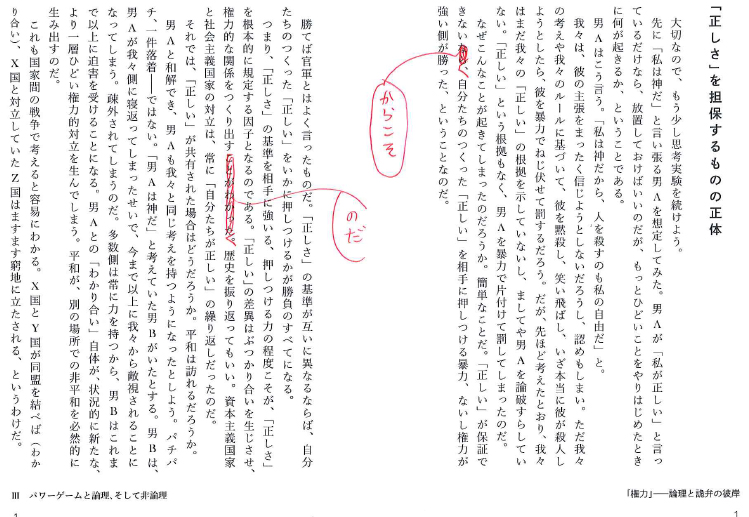 「正しさ」を担保するものの正体
大切なので、もう少し思考実験を続けよう。
先に「私は神だ」と言い張る男Aを想定してみた。男Aが「私が正しい」と言っ
ているだけなら、放置しておけばいいのだが、もっとひどいことをやりはじめたとき
に何が起きるか、ということである。
男Aはこう言う。「私は神だから、人を殺すのも私の自由だ」と。
我々は、彼の主張をまったく信じようとしないだろうし、認めもしまい。ただ我々
の考えや我々のルールに基づいて、彼を黙殺し、笑い飛ばし、いざ本当に彼が殺人し
ようとしたら、彼を暴力でねじ伏せて罰するだろう。だが、先ほど考えたとおり、我々
はまだ我々の「正しい」の根拠を示していないし、ましてや男Aを論破すらしてい
ない。「正しい」という根拠もなく、男Aを暴力で片付けて罰してしまったのだ。
なぜこんなことが起きてしまったのだろうか。簡単なことだ。「正しい」が保証で
きない、自分たちのつくった「正しい」を相手に押しつける暴力、ないし権力が
強い側が勝った、ということなのだ。
からこそ
「権力」――論理と詭弁の彼岸
1
勝てば官軍とはよく言ったものだ。「正しさ」の基準が互いに異なるならば、自分
たちのつくった「正しい」をいかに押しつけるかが勝負のすべてになる。
つまり、「正しさ」の基準を相手に強いる、押しつける力の程度こそが、「正しさ」
を根本的に規定する因子となるのである。「正しい」の差異はぶつかり合いを生じさせ、
権力的な関係をつくり出すことがわかった。歴史を振り返ってもいい。資本主義国家
と社会主義国家の対立は、常に「自分たちが正しい」の繰り返しだったのだ。
のだ
それでは、「正しい」が共有された場合はどうだろうか。平和は訪れるだろうか。
男Aと和解でき、男Aも我々と同じ考えを持つようになったとしよう。パチパ
チ、一件落着――ではない。「男Aは神だ」と考えていた男Bがいたとする。男Bは、
男Aが我々側に寝返ってしまったせいで、今まで以上に我々から敵視されることに
なってしまう。疎外されてしまうのだ。多数側は常に力を持つから、男Bはこれま
で以上に迫害を受けることになる。男Aとの「わかり合い」自体が、状況的に新たな、
より一層ひどい権力的対立を生んでしまう。平和が、別の場所での非平和を必然的に
生み出すのだ。
これも国家間の戦争で考えると容易にわかる。X国とY国が同盟を結べば（わか
り合い）、X国と対立していたZ国はますます窮地に立たされる、というわけだ。
III　パワーゲームと論理、そして非論理
1